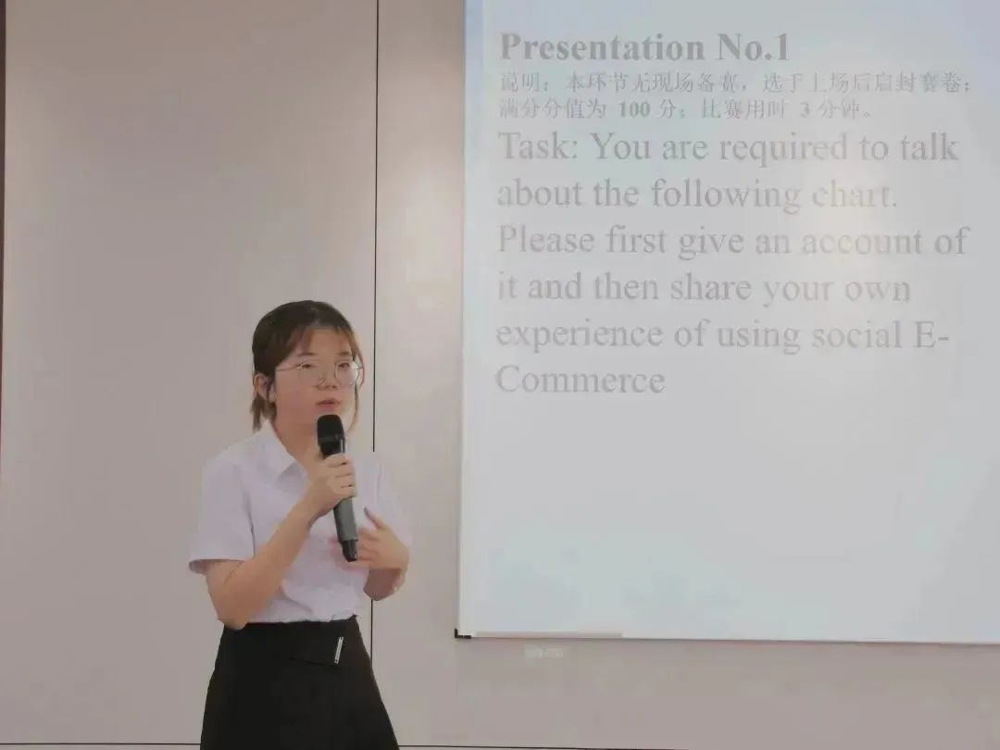 Presentation No.1
说明：本环节无现场备赛，选手上场后启封赛卷；
满分分值为 100 分；比赛用时 3 分钟。
Task: You are required to talk
about the following chart.
Please first give an account of
it and then share your own
experience of using social E-
Commerce